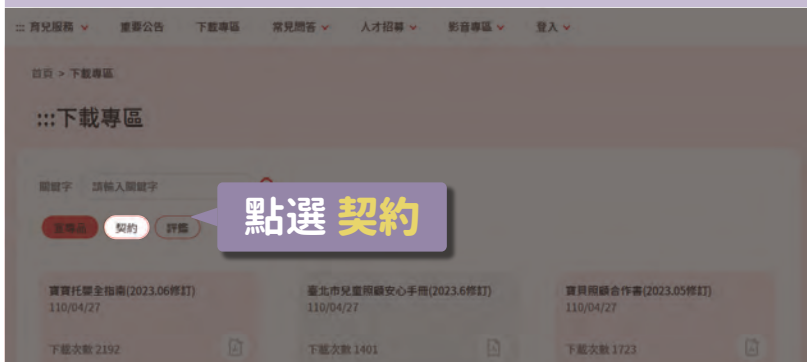 ::: 育兒服務 重要公告 下載專區 常見問答 人才招募 影音專區 登入
首頁 > 下載專區
:::下載專區
關鍵字 請輸入關鍵字
宣導品 契約 評鑑
點選 契約
寶寶托嬰全指南(2023.06修訂) 臺北市兒童照顧安心手冊(2023.6修訂) 寶貝照顧合作書(2023.05修訂)
110/04/27 110/04/27 110/04/27
下載次數 2192 下載次數 1401 下載次數 1723